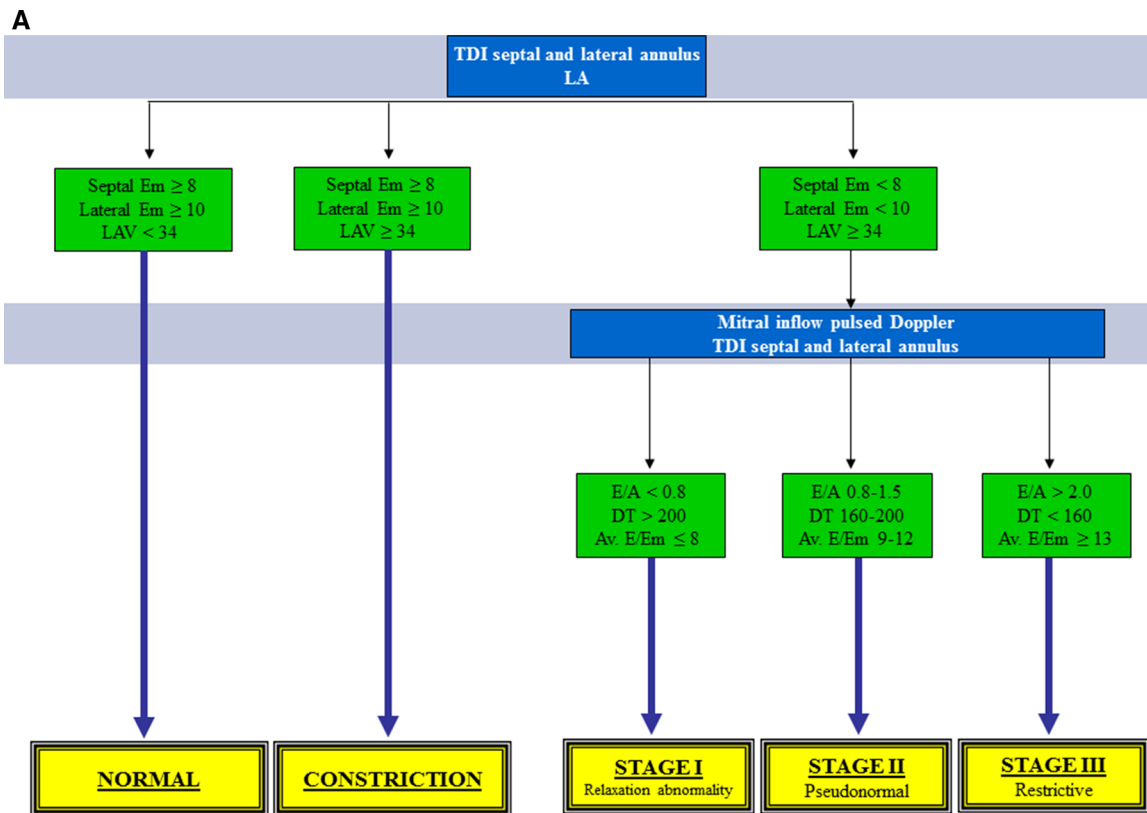 A
TDI septal and lateral annulus
LA
Septal Em ≥ 8
Lateral Em ≥ 10
LAV < 34
Septal Em ≥ 8
Lateral Em ≥ 10
LAV ≥ 34
Septal Em < 8
Lateral Em < 10
LAV ≥ 34
Mitral inflow pulsed Doppler
TDI septal and lateral annulus
E/A < 0.8
DT > 200
Av. E/Em ≤ 8
E/A 0.8-1.5
DT 160-200
Av. E/Em 9-12
E/A > 2.0
DT < 160
Av. E/Em ≥ 13
NORMAL
CONSTRICTION
STAGE I
Relaxation abnormality
STAGE II
Pseudonormal
STAGE III
Restrictive